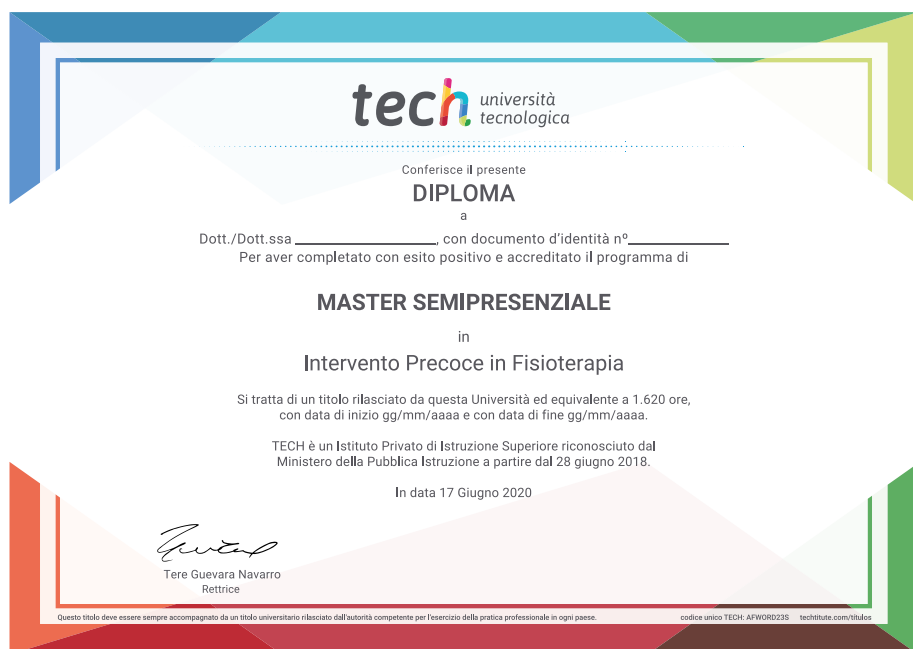 tech università
tecnologica
Conferisce il presente
DIPLOMA
a
Dott./Dott.ssa ________________, con documento d'identità nº____________
Per aver completato con esito positivo e accreditato il programma di
MASTER SEMIPRESENZIALE
in
Intervento Precoce in Fisioterapia
Si tratta di un titolo rilasciato da questa Università ed equivalente a 1.620 ore,
con data di inizio gg/mm/aaaa e con data di fine gg/mm/aaaa.
TECH è un Istituto Privato di Istruzione Superiore riconosciuto dal
Ministero della Pubblica Istruzione a partire dal 28 giugno 2018.
In data 17 Giugno 2020
Tere Guevara Navarro
Rettrice
Questo titolo deve essere sempre accompagnato da un titolo universitario rilasciato dall'autorità competente per l'esercizio della pratica professionale in ogni paese. codice unico TECH: AFWORD23S techtitute.com/títulos